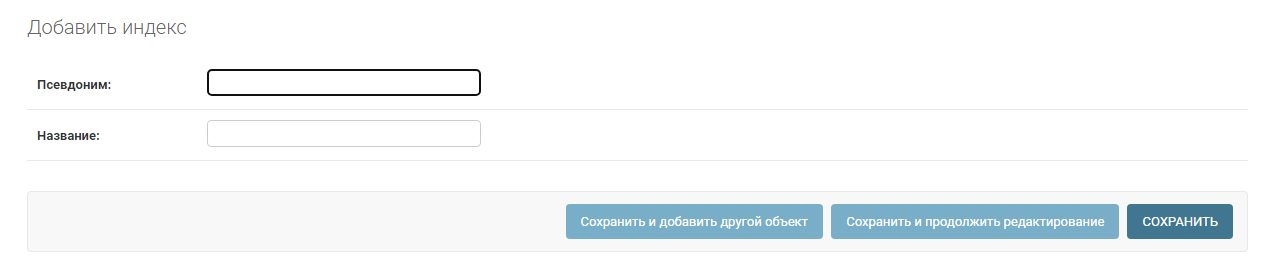 Добавить индекс
Псевдоним:
Название:
Сохранить и добавить другой объект Сохранить и продолжить редактирование СОХРАНИТЬ